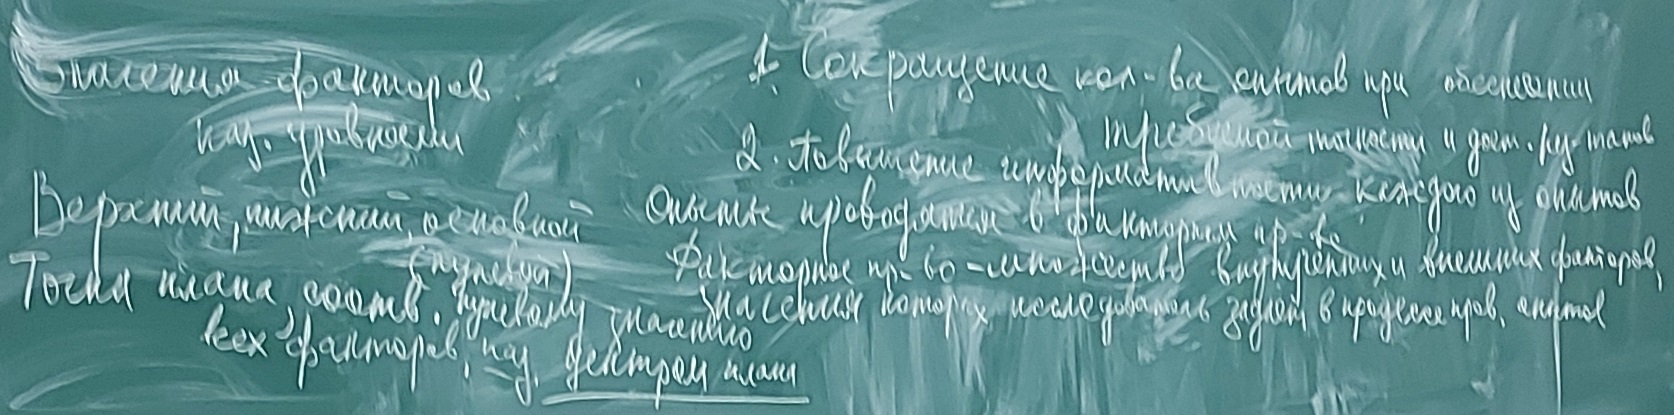 Значения факторов
наз. уровнями
Верхний, нижний, основной
(нулевой)
Точка плана, соотв. нулевому значению
всех факторов, наз. центром плана
1. Сокращение кол-ва опытов при обеспечении
требуемой точности и дост. рез-татов
2. Повышение информативности каждого из опытов
Опыты проводятся в факторном пр-ве
Факторное пр-во - множество внутренних и внешних факторов,
значения которых исследователь задаёт в процессе пров. опытов